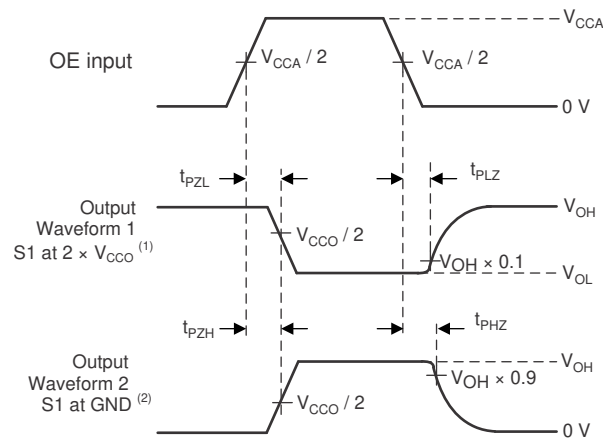 V_CCA
OE input
V_CCA / 2
V_CCA / 2
0 V
t_PZL
t_PLZ
Output
Waveform 1
S1 at 2 × V_CCO (1)
V_OH
V_CCO / 2
V_OH × 0.1
V_OL
t_PZH
t_PHZ
Output
Waveform 2
S1 at GND (2)
V_OH
V_OH × 0.9
V_CCO / 2
0 V